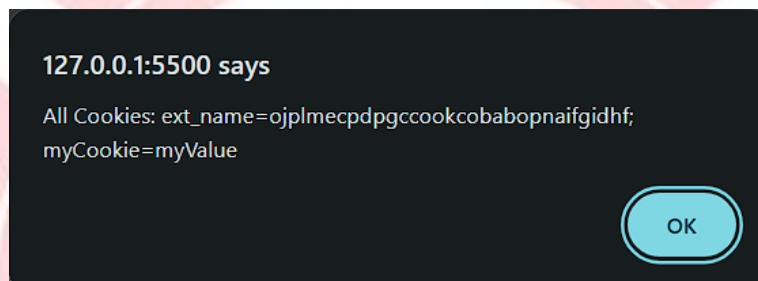 127.0.0.1:5500 says
All Cookies: ext_name=ojplmecpdpgccookcobabopnaifgidhf;
myCookie=myValue
OK